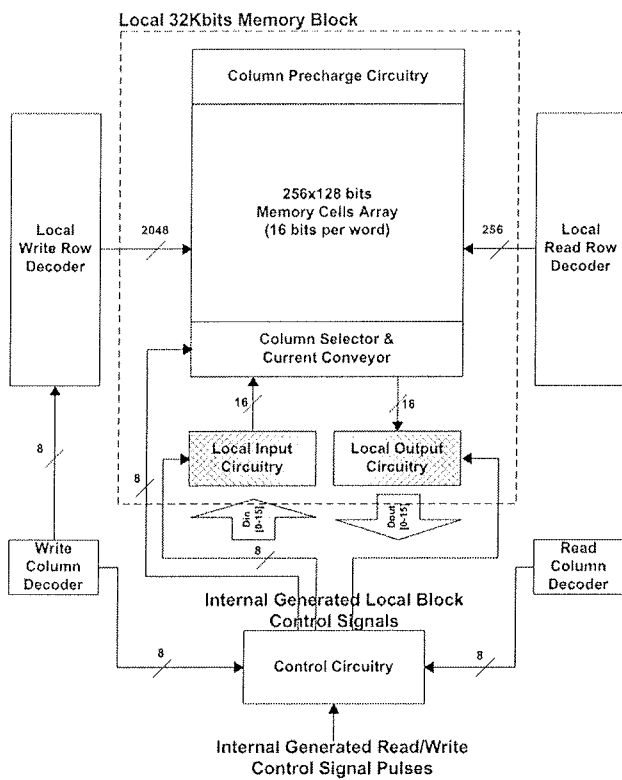 Local 32Kbits Memory Block
Column Precharge Circuitry
256x128 bits
Memory Cells Array
(16 bits per word)
Local
Write Row
Decoder
2048
256
Local
Read Row
Decoder
Column Selector &
Current Conveyor
16
16
Local Input
Circuitry
Local Output
Circuitry
8
8
Din
[0-15]
Dout
[0-15]
8
Write
Column
Decoder
Read
Column
Decoder
Internal Generated Local Block
Control Signals
8
Control Circuitry
8
Internal Generated Read/Write
Control Signal Pulses